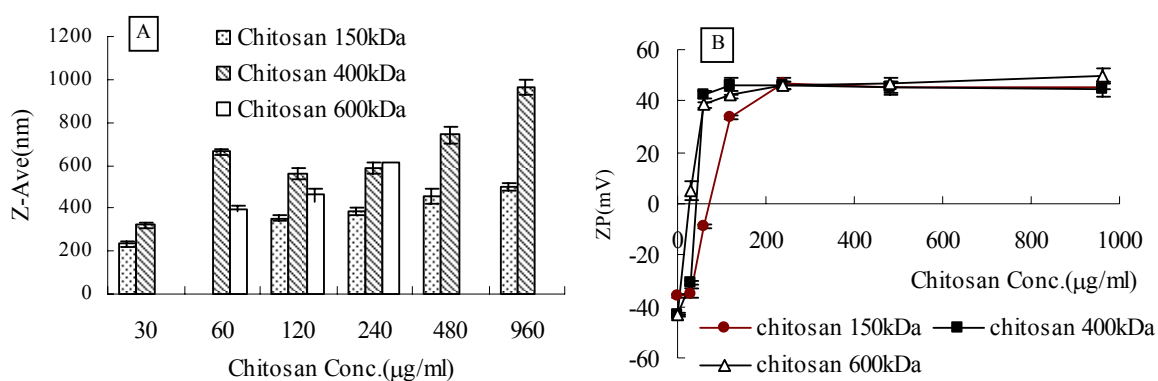 A
1200
1000
800
600
400
200
0
Z-Ave(nm)
Chitosan 150kDa
Chitosan 400kDa
Chitosan 600kDa
30 60 120 240 480 960
Chitosan Conc.(μg/ml)
B
60
40
20
0
-20
-40
-60
ZP(mV)
0 200 400 600 800 1000
Chitosan Conc.(μg/ml)
chitosan 150kDa chitosan 400kDa
chitosan 600kDa